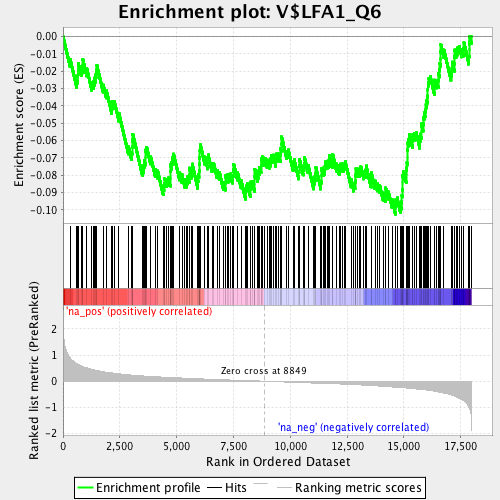 Enrichment plot: V$LFA1_Q6
Enrichment score (ES)
0.00
-0.01
-0.02
-0.03
-0.04
-0.05
-0.06
-0.07
-0.08
-0.09
-0.10
'na_pos' (positively correlated)
Ranked list metric (PreRanked)
2
1
0
-1
-2
Zero cross at 8849
'na_neg' (negatively correlated)
0
2,500
5,000
7,500
10,000
12,500
15,000
17,500
Rank in Ordered Dataset
Enrichment profile
Hits
Ranking metric scores